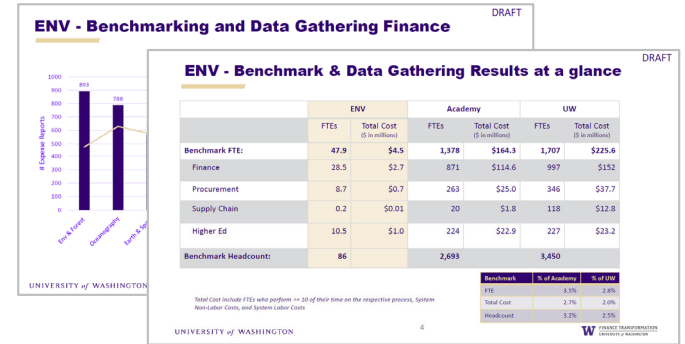 DRAFT
ENV - Benchmarking and Data Gathering Finance
# Expense Reports
1000
900
800
700
600
500
400
300
200
100
0
893
788
Env & Forest
Oceanography
Earth & Spa
UNIVERSITY of WASHINGTON
DRAFT
ENV - Benchmark & Data Gathering Results at a glance
ENV Academy UW
FTEs Total Cost FTEs Total Cost FTEs Total Cost
($ in millions) ($ in millions) ($ in millions)
Benchmark FTE: 47.9 $4.5 1,378 $164.3 1,707 $225.6
Finance 28.5 $2.7 871 $114.6 997 $152
Procurement 8.7 $0.7 263 $25.0 346 $37.7
Supply Chain 0.2 $0.01 20 $1.8 118 $12.8
Higher Ed 10.5 $1.0 224 $22.9 227 $23.2
Benchmark Headcount: 86 2,693 3,450
Benchmark % of Academy % of UW
FTE 3.5% 2.8%
Total Cost 2.7% 2.0%
Headcount 3.2% 2.5%
Total Cost include FTEs who perform >= 10 of their time on the respective process, System
Non-Labor Costs, and System Labor Costs
UNIVERSITY of WASHINGTON
4
W FINANCE TRANSFORMATION
UNIVERSITY of WASHINGTON